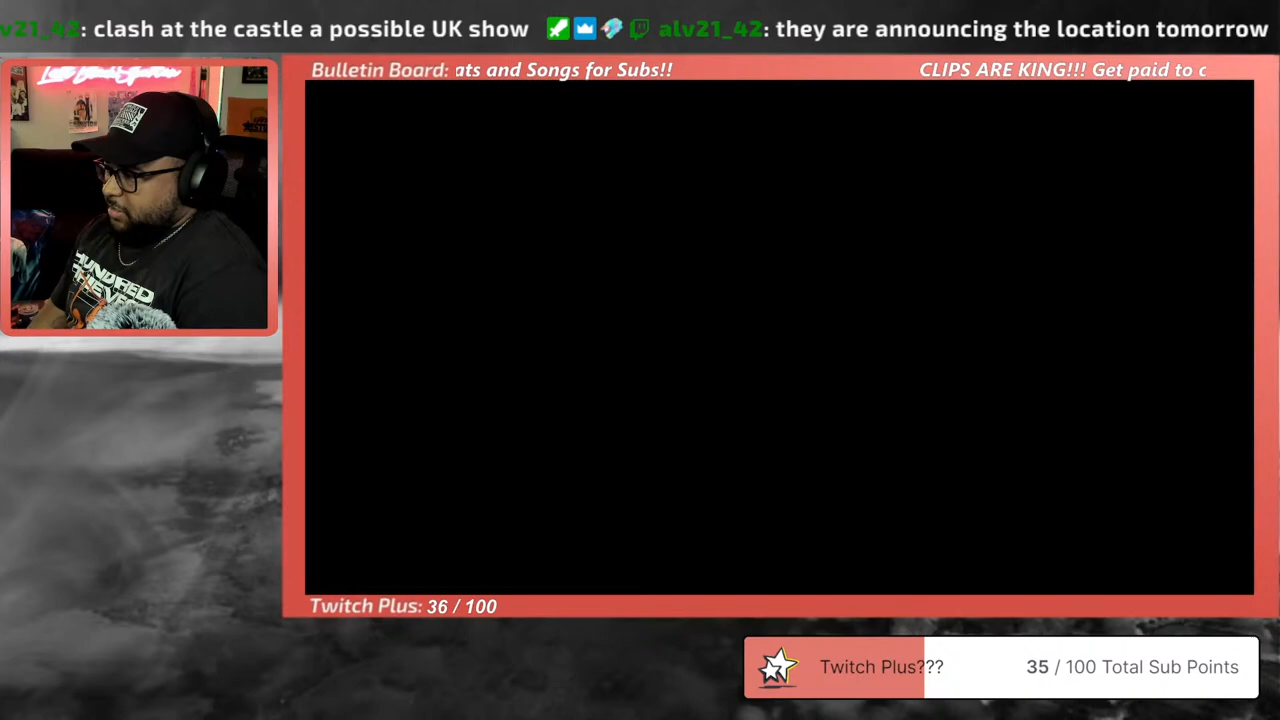 v21_42: clash at the castle a possible UK show alv21_42: they are announcing the location tomorrow
Bulletin Board: ats and Songs for Subs!! CLIPS ARE KING!!! Get paid to c
HUNDRED
THIEVES
Twitch Plus: 36 / 100
Twitch Plus??? 35 / 100 Total Sub Points